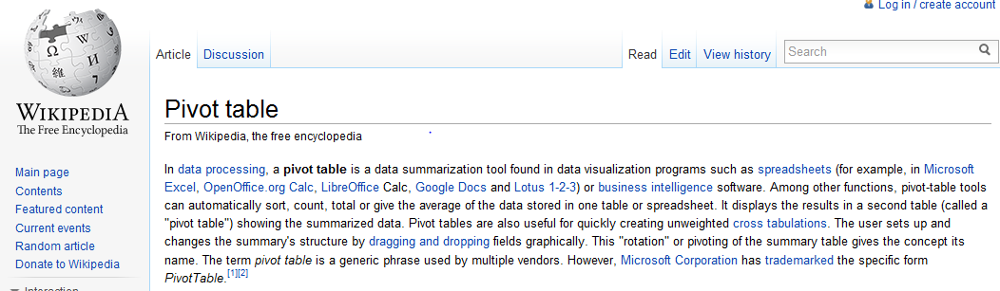 Log in / create account
Article
Discussion
Read
Edit
View history
Search
WIKIPEDIA
The Free Encyclopedia
Pivot table
From Wikipedia, the free encyclopedia
In data processing, a pivot table is a data summarization tool found in data visualization programs such as spreadsheets (for example, in Microsoft
Excel, OpenOffice.org Calc, LibreOffice Calc, Google Docs and Lotus 1-2-3) or business intelligence software. Among other functions, pivot-table tools
can automatically sort, count, total or give the average of the data stored in one table or spreadsheet. It displays the results in a second table (called a
"pivot table") showing the summarized data. Pivot tables are also useful for quickly creating unweighted cross tabulations. The user sets up and
changes the summary's structure by dragging and dropping fields graphically. This "rotation" or pivoting of the summary table gives the concept its
name. The term pivot table is a generic phrase used by multiple vendors. However, Microsoft Corporation has trademarked the specific form
PivotTable.[1][2]
Main page
Contents
Featured content
Current events
Random article
Donate to Wikipedia
Interaction